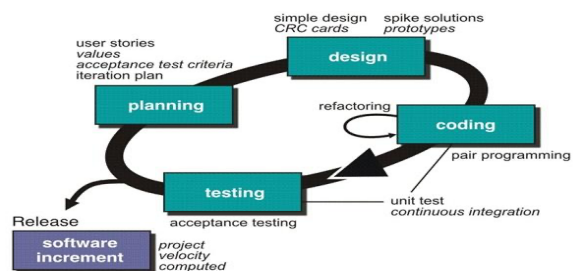 simple design
CRC cards
spike solutions
prototypes
user stories
values
acceptance test criteria
iteration plan
design
planning
refactoring
coding
pair programming
testing
unit test
continuous integration
acceptance testing
Release
software
increment
project
velocity
computed